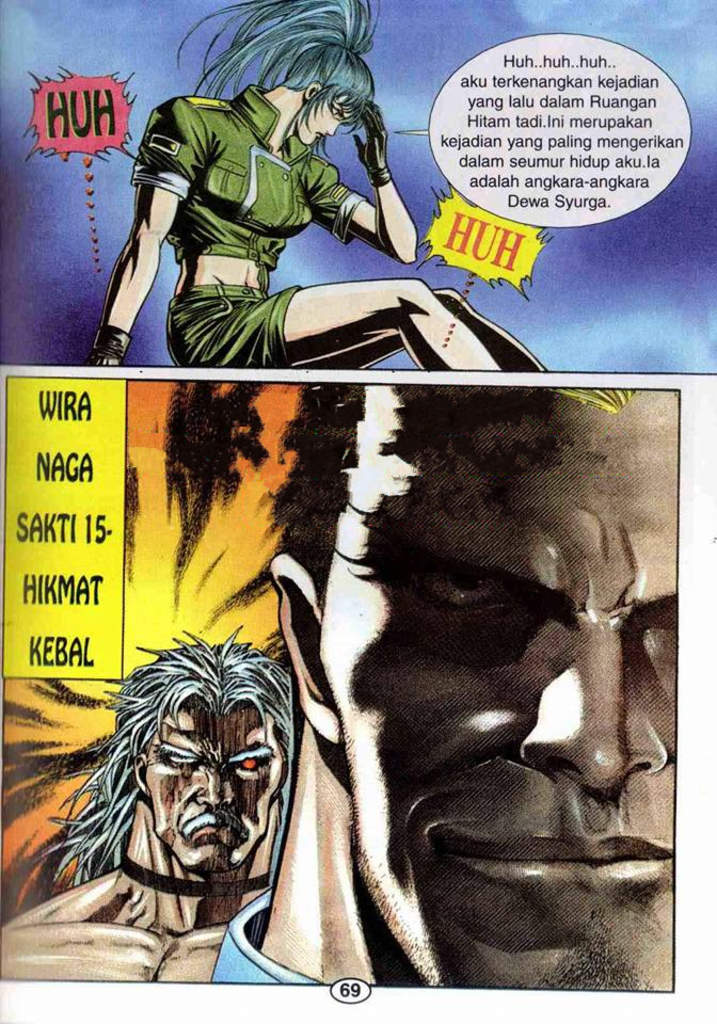 HUH
Huh..huh..huh..
aku terkenangkan kejadian
yang lalu dalam Ruangan
Hitam tadi.Ini merupakan
kejadian yang paling mengerikan
dalam seumur hidup aku.Ia
adalah angkara-angkara
Dewa Syurga.
HUH
WIRA
NAGA
SAKTI 15-
HIKMAT
KEBAL
69